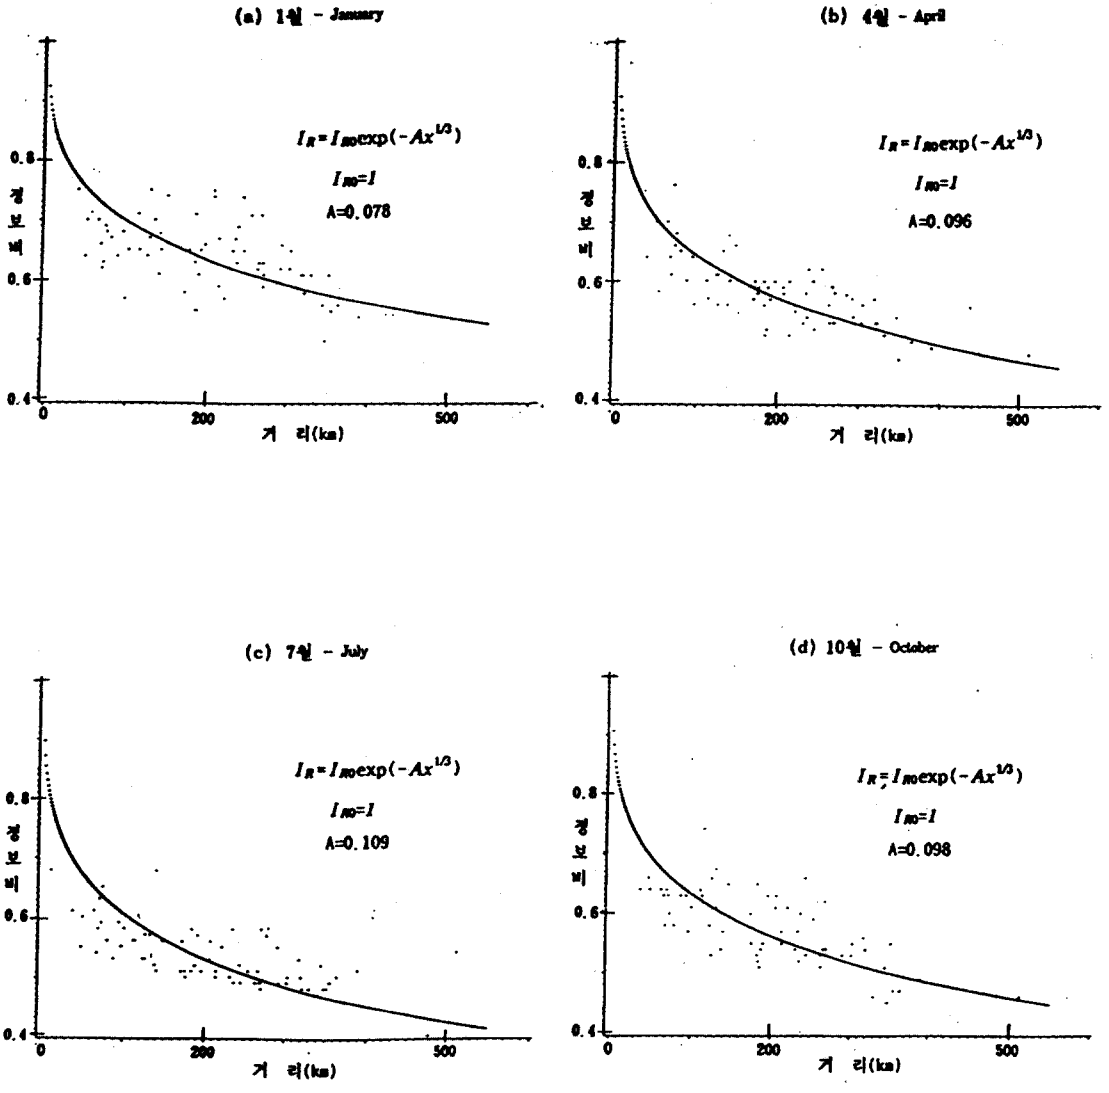 (a) 1월 - January
I_R = I_R0 exp(-Ax^1/3)
I_R0=1
A=0.078
0.8
0.6
0.4
정보비
0
200
500
거 리(km)
(b) 4월 - April
I_R = I_R0 exp(-Ax^1/3)
I_R0=1
A=0.096
0.8
0.6
0.4
정보비
0
200
500
거 리(km)
(c) 7월 - July
I_R = I_R0 exp(-Ax^1/3)
I_R0=1
A=0.109
0.8
0.6
0.4
정보비
0
200
500
거 리(km)
(d) 10월 - October
I_R = I_R0 exp(-Ax^1/3)
I_R0=1
A=0.098
0.8
0.6
0.4
정보비
0
200
500
거 리(km)